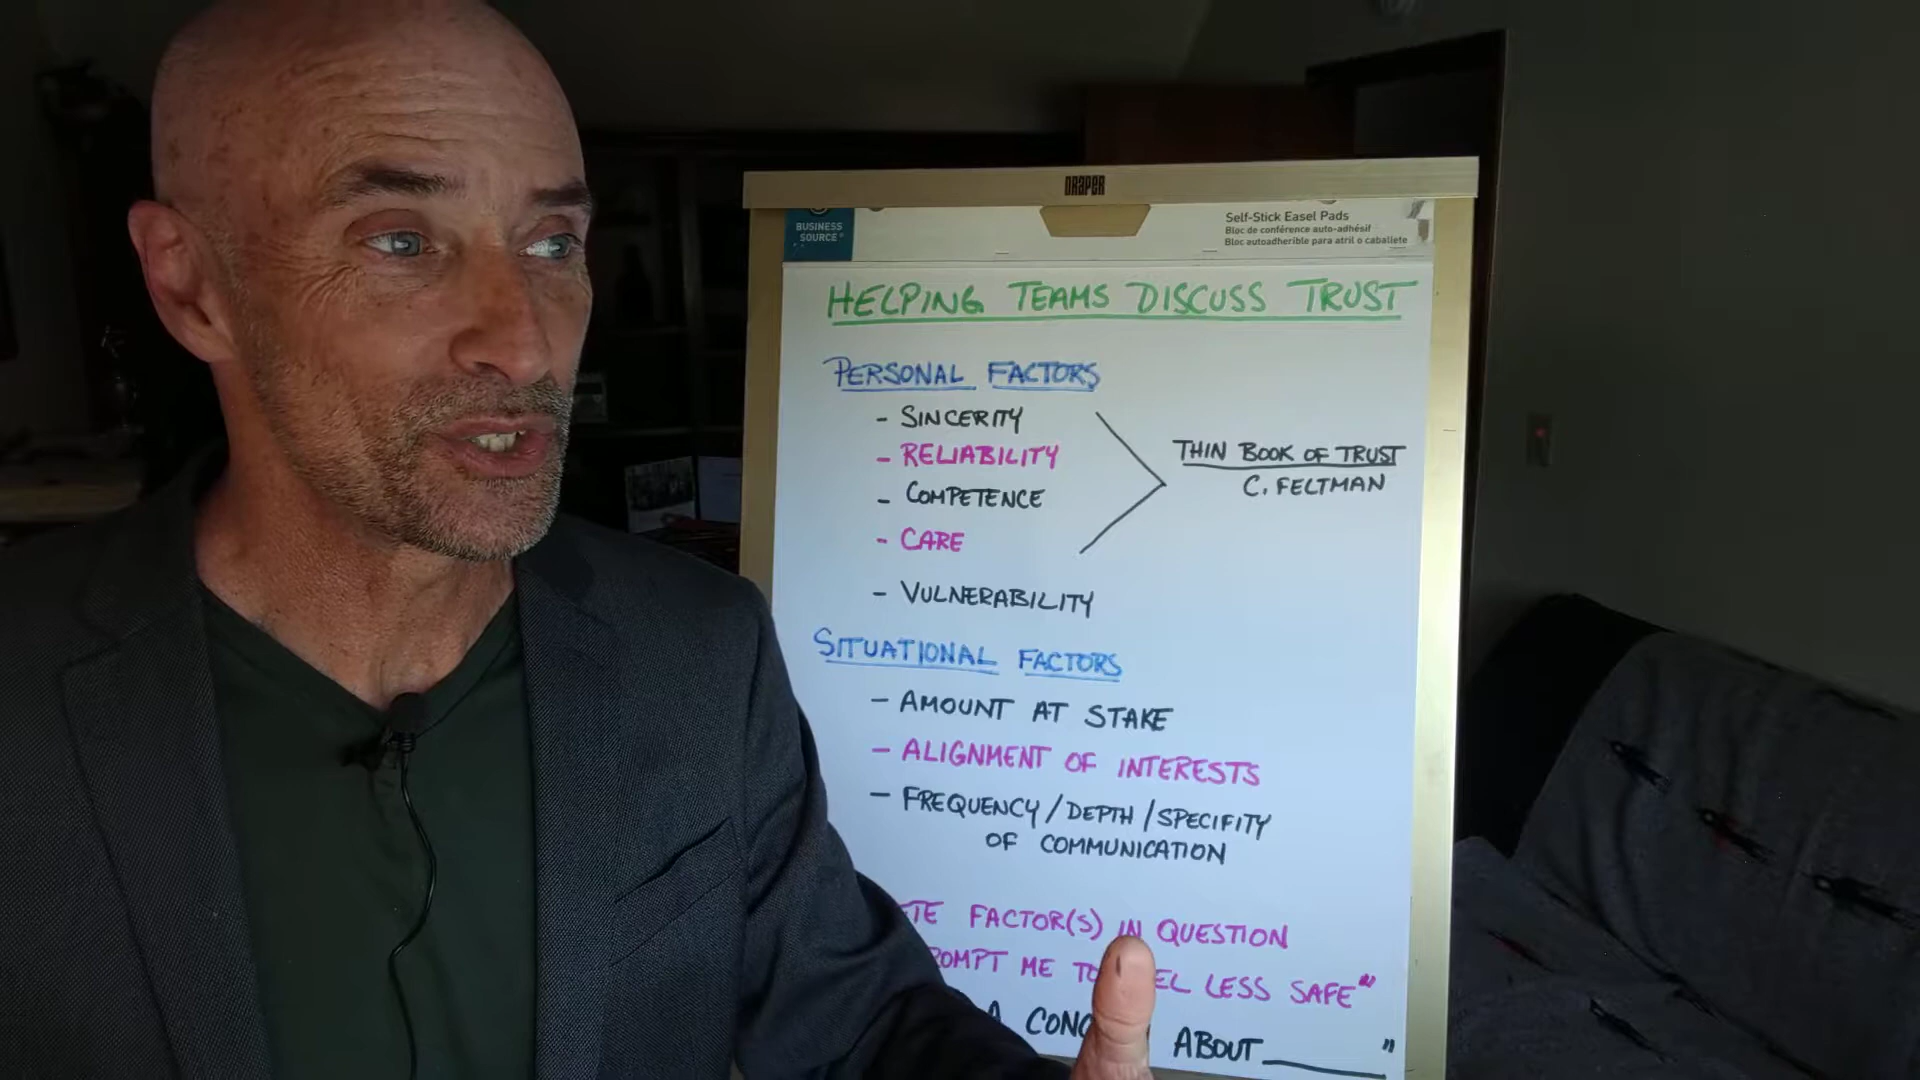 DRAPER
BUSINESS
SOURCE
Self-Stick Easel Pads
Bloc de conférence auto-adhésif
Bloc autoadherible para atril o caballete
HELPING TEAMS DISCUSS TRUST
PERSONAL FACTORS
- SINCERITY
- RELIABILITY
- COMPETENCE
- CARE
- VULNERABILITY
THIN BOOK OF TRUST
C. FELTMAN
SITUATIONAL FACTORS
- AMOUNT AT STAKE
- ALIGNMENT OF INTERESTS
- FREQUENCY/DEPTH/SPECIFITY
OF COMMUNICATION
FACTOR(S) IN QUESTION
ME LESS SAFE"
A ABOUT ______"